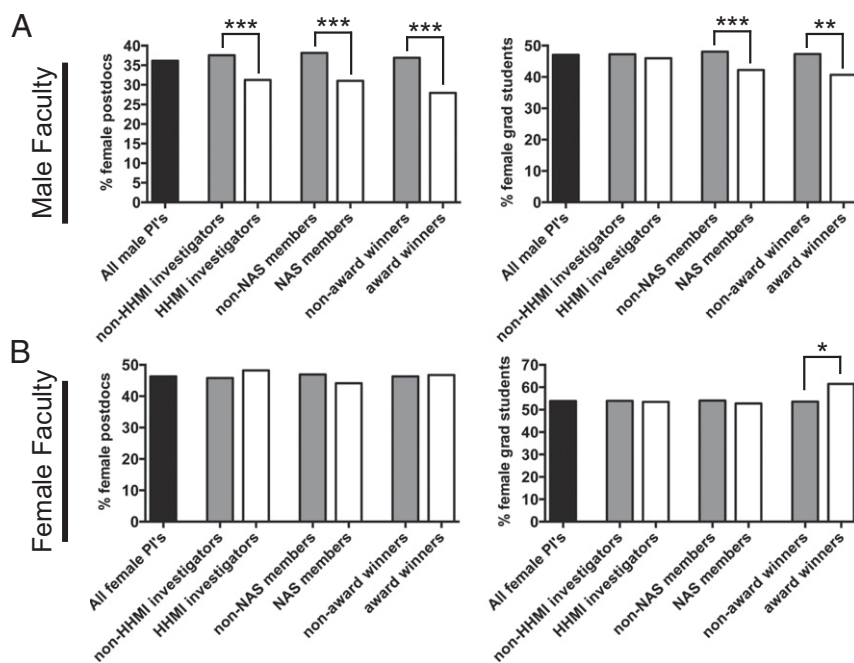 A
Male Faculty
% female postdocs
40
35
30
25
20
15
10
5
0
***
***
***
All male PI's
non-HHMI investigators
HHMI investigators
non-NAS members
NAS members
non-award winners
award winners
% female grad students
50
40
30
20
10
0
***
**
All male PI's
non-HHMI investigators
HHMI investigators
non-NAS members
NAS members
non-award winners
award winners
B
Female Faculty
% female postdocs
50
40
30
20
10
0
All female PI's
non-HHMI investigators
HHMI investigators
non-NAS members
NAS members
non-award winners
award winners
% female grad students
70
60
50
40
30
20
10
0
*
All female PI's
non-HHMI investigators
HHMI investigators
non-NAS members
NAS members
non-award winners
award winners